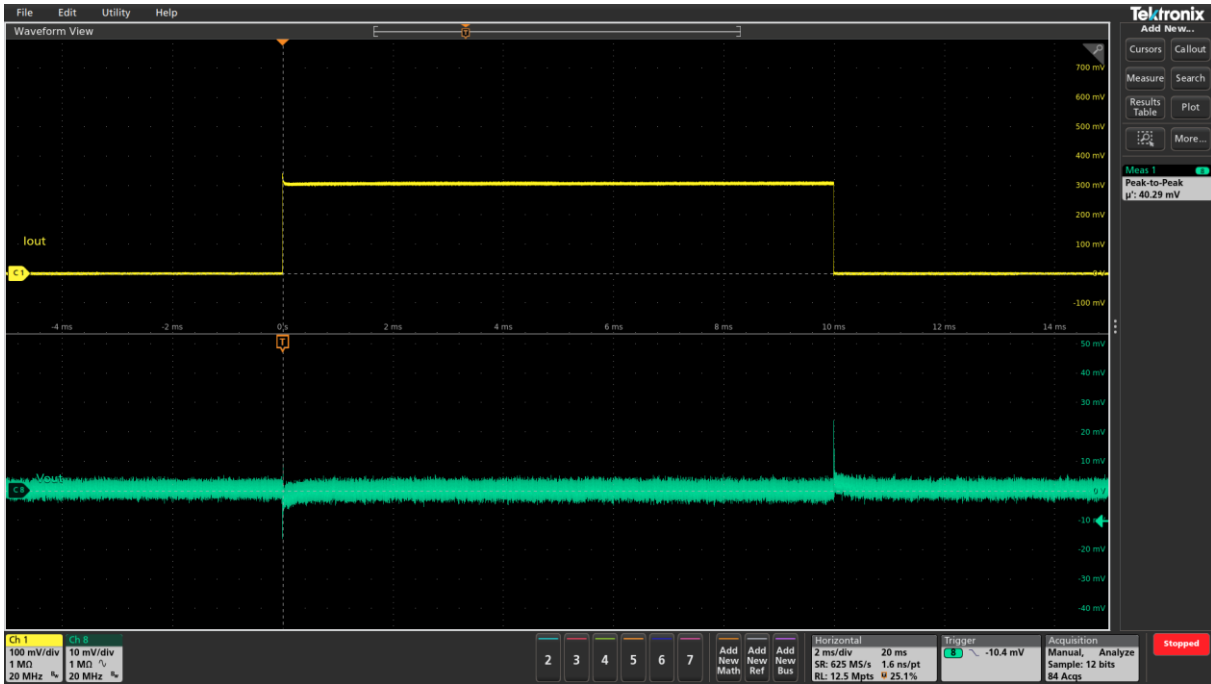 File Edit Utility Help
Tektronix
Waveform View
Add New...
Cursors Callout
Measure Search
Results Table Plot
More...
Meas 1 8
Peak-to-Peak
µ': 40.29 mV
T
700 mV
600 mV
500 mV
400 mV
300 mV
200 mV
Iout
100 mV
C 1
0 V
-100 mV
-4 ms -2 ms 0 s 2 ms 4 ms 6 ms 8 ms 10 ms 12 ms 14 ms
T
50 mV
40 mV
30 mV
20 mV
10 mV
Vout
C 8
0 V
-10 m
-20 mV
-30 mV
-40 mV
Ch 1
100 mV/div
1 MΩ
20 MHz Bw
Ch 8
10 mV/div
1 MΩ
20 MHz Bw
2 3 4 5 6 7
Add New Math
Add New Ref
Add New Bus
Horizontal
2 ms/div 20 ms
SR: 625 MS/s 1.6 ns/pt
RL: 12.5 Mpts 25.1%
Trigger
8 -10.4 mV
Acquisition
Manual, Analyze
Sample: 12 bits
84 Acqs
Stopped